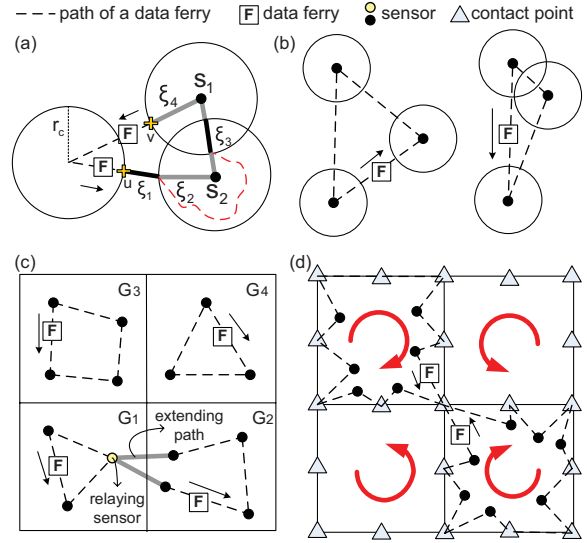 path of a data ferry F data ferry sensor contact point
(a)
S1
ξ4
F
v
rc
ξ3
F
u
ξ1
ξ2
S2
(b)
F
F
(c)
G3
F
G4
F
G1
extending
path
G2
F
F
relaying
sensor
(d)
F
F